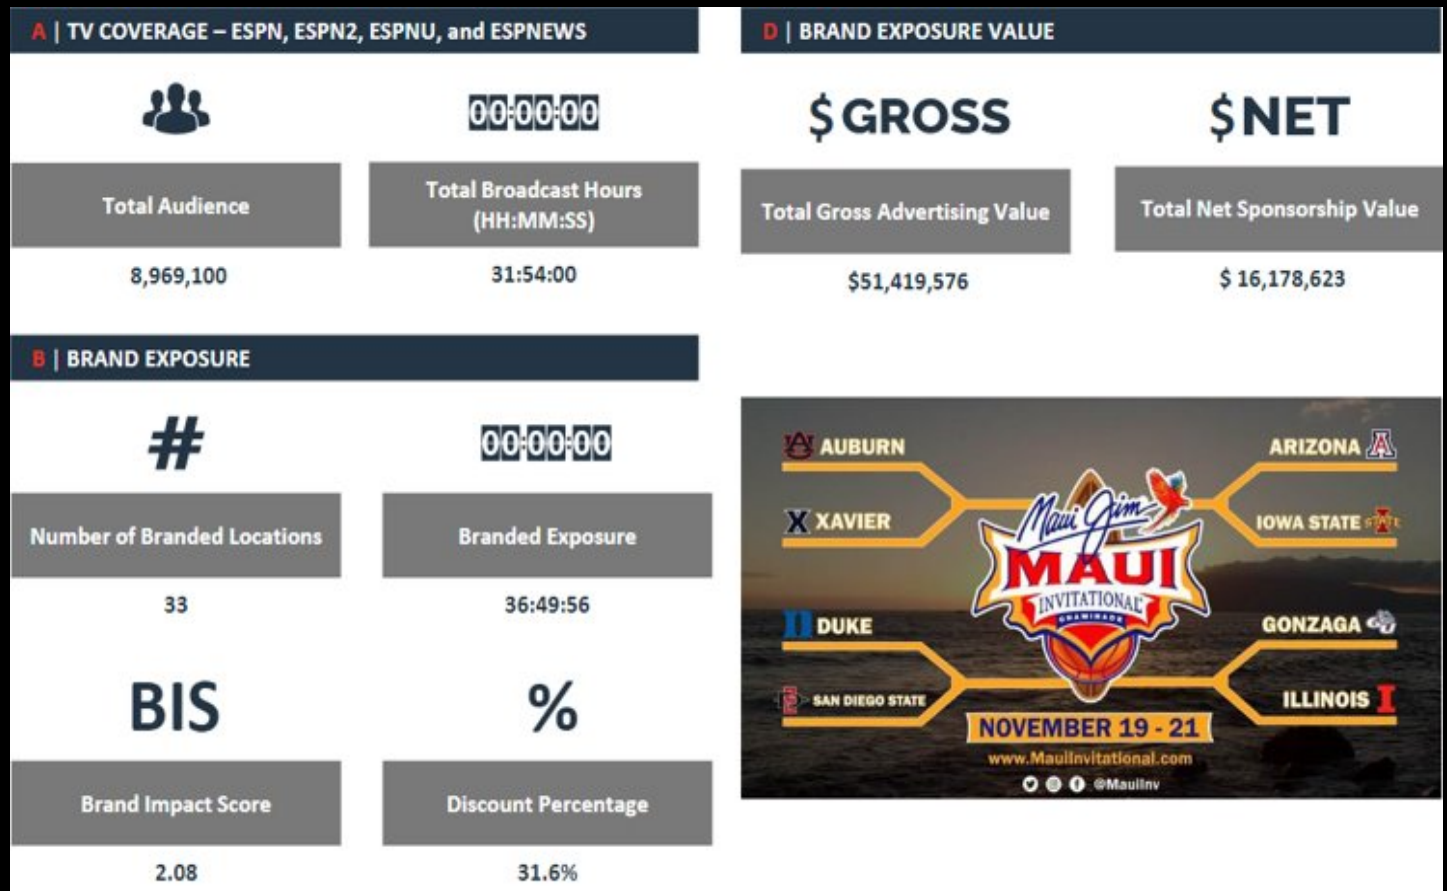 A | TV COVERAGE – ESPN, ESPN2, ESPNU, and ESPNEWS
00:00:00
Total Audience
Total Broadcast Hours
(HH:MM:SS)
8,969,100
31:54:00
B | BRAND EXPOSURE
#
00:00:00
Number of Branded Locations
Branded Exposure
33
36:49:56
BIS
%
Brand Impact Score
Discount Percentage
2.08
31.6%
D | BRAND EXPOSURE VALUE
$ GROSS
$ NET
Total Gross Advertising Value
Total Net Sponsorship Value
$51,419,576
$ 16,178,623
AUBURN
ARIZONA A
X XAVIER
IOWA STATE STATE
D DUKE
GONZAGA
SAN DIEGO STATE
ILLINOIS I
Maui Jim
MAUI
INVITATIONAL
CHAMINADE
NOVEMBER 19 - 21
www.MauiInvitational.com
@MauiInv